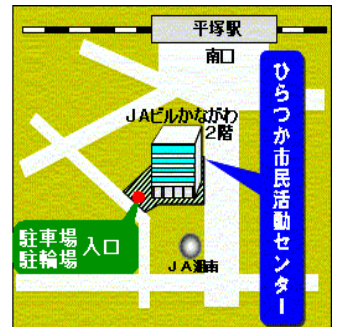 平塚駅
南口
JAビルかながわ
2階
ひらつか市民活動センター
駐車場
駐輪場
入口
JA湘南